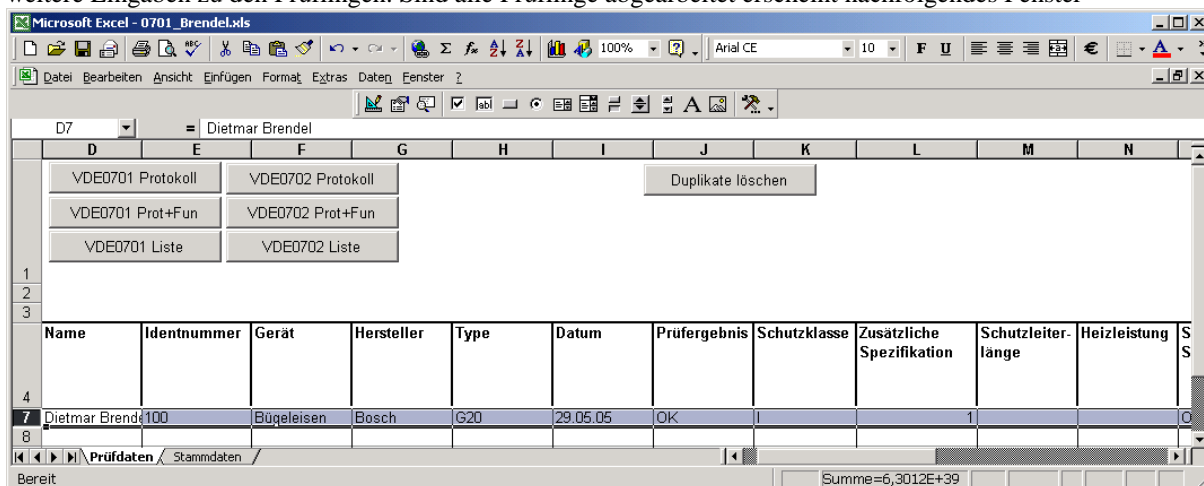 weitere Eingaben zu den Prüflingen. Sind alle Prüflinge abgearbeitet erscheint nachfolgendes Fenster
Microsoft Excel - 0701_Brendel.xls
100% Arial CE 10 F U €
Datei Bearbeiten Ansicht Einfügen Format Extras Daten Fenster ?
D7 = Dietmar Brendel
D E F G H I J K L M N
VDE0701 Protokoll VDE0702 Protokoll Duplikate löschen
VDE0701 Prot+Fun VDE0702 Prot+Fun
VDE0701 Liste VDE0702 Liste
1
2
3
Name Identnummer Gerät Hersteller Type Datum Prüfergebnis Schutzklasse Zusätzliche Schutzleiter- Heizleistung S
Spezifikation länge S
4
7 Dietmar Brende 100 Bügeleisen Bosch G20 29.05.05 OK I 1 O
8
Prüfdaten Stammdaten
Bereit Summe=6,3012E+39